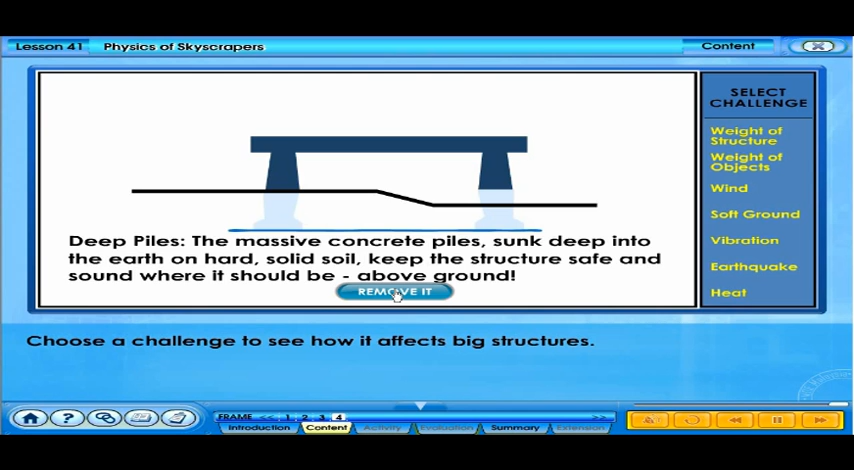 Lesson 41 Physics of Skyscrapers Content
SELECT
CHALLENGE
Weight of
Structure
Weight of
Objects
Wind
Soft Ground
Vibration
Earthquake
Heat
Deep Piles: The massive concrete piles, sunk deep into
the earth on hard, solid soil, keep the structure safe and
sound where it should be - above ground!
REMOVE IT
Choose a challenge to see how it affects big structures.
FRAME << 1 2 3 4 >>
Introduction Content Activity Evaluation Summary Extension